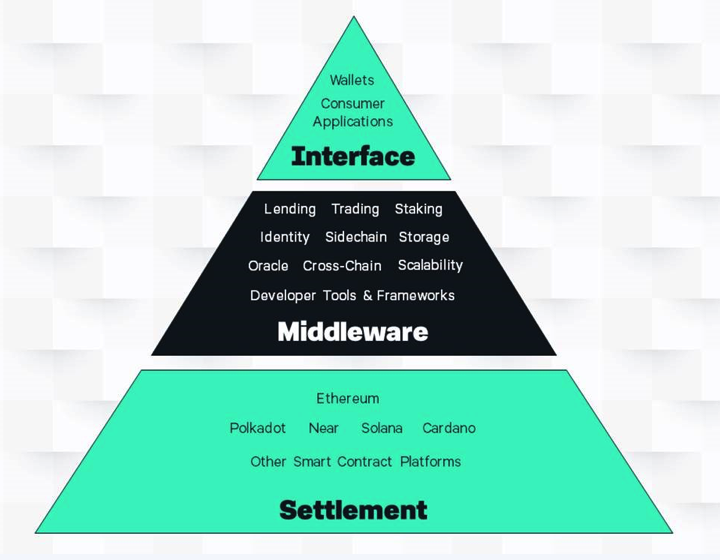 Wallets
Consumer
Applications
Interface
Lending Trading Staking
Identity Sidechain Storage
Oracle Cross-Chain Scalability
Developer Tools & Frameworks
Middleware
Ethereum
Polkadot Near Solana Cardano
Other Smart Contract Platforms
Settlement